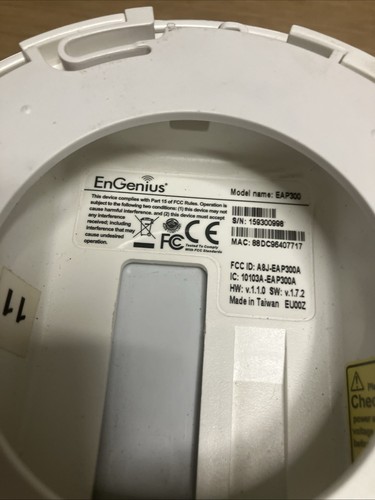 EnGenius®
Model name: EAP300
This device complies with Part 15 of FCC Rules. Operation is
subject to the following two conditions: (1) this device may not
cause harmful interference, and (2) this device must accept
any interference
received,
including
interference
that may
cause
undesired
operation.
S/N: 159300998
MAC: 88DC96407717
FC CE
Tested To Comply
With FCC Standards
FCC ID: A8J-EAP300A
IC: 10103A-EAP300A
HW: v.1.1.0 SW: v.1.7.2
Made in Taiwan EU00Z
11
Chec
power
voltage